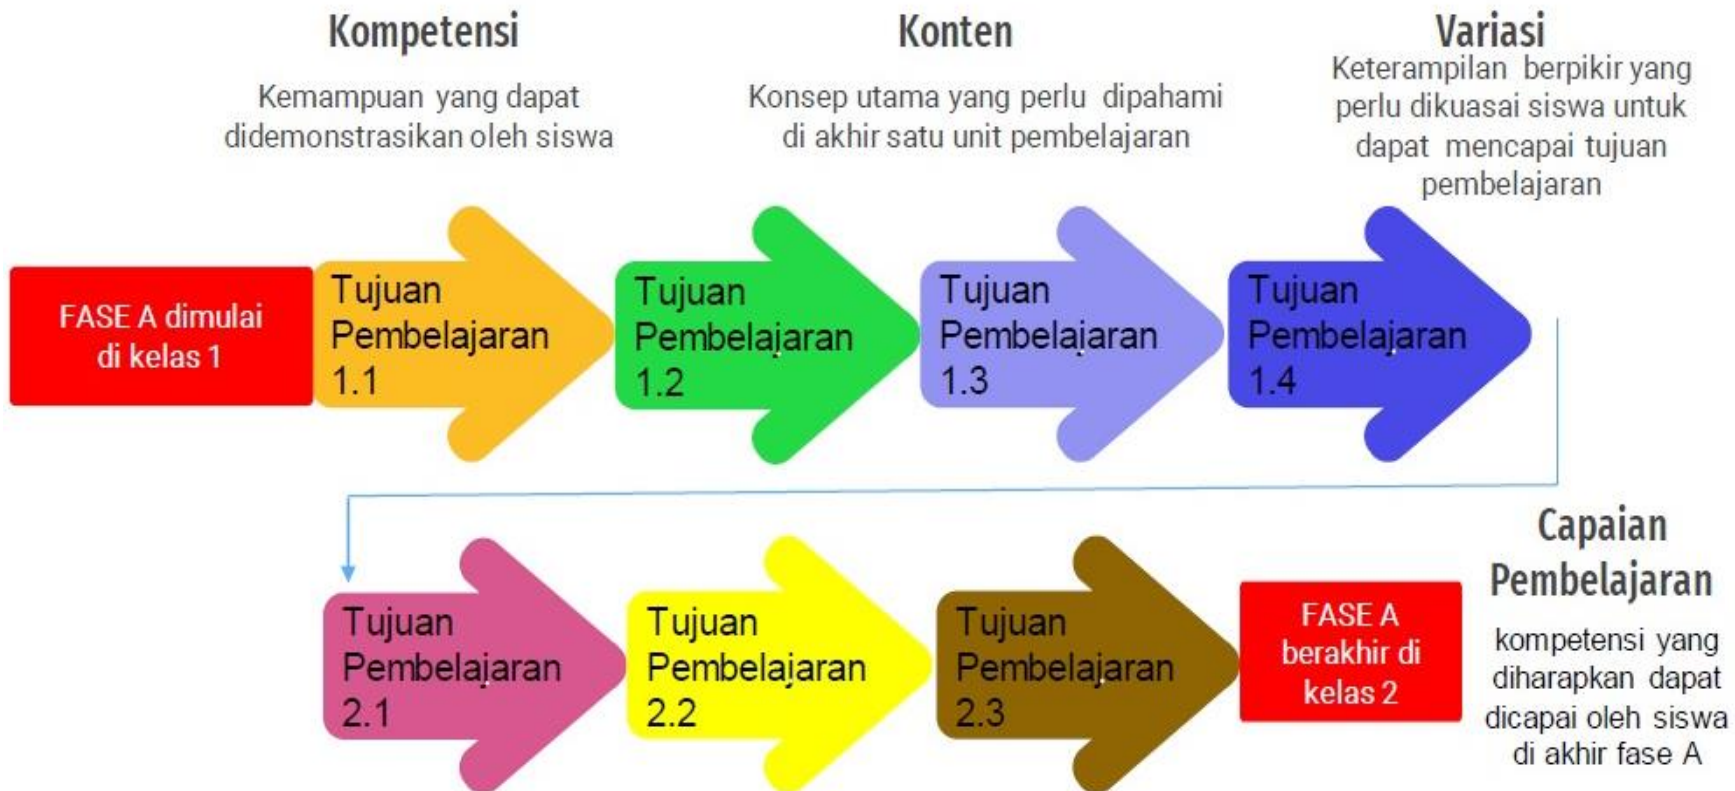 Kompetensi
Kemampuan yang dapat
didemonstrasikan oleh siswa
Konten
Konsep utama yang perlu dipahami
di akhir satu unit pembelajaran
Variasi
Keterampilan berpikir yang
perlu dikuasai siswa untuk
dapat mencapai tujuan
pembelajaran
FASE A dimulai
di kelas 1
Tujuan
Pembelajaran
1.1
Tujuan
Pembelajaran
1.2
Tujuan
Pembelajaran
1.3
Tujuan
Pembelajaran
1.4
Tujuan
Pembelajaran
2.1
Tujuan
Pembelajaran
2.2
Tujuan
Pembelajaran
2.3
FASE A
berakhir di
kelas 2
Capaian
Pembelajaran
kompetensi yang
diharapkan dapat
dicapai oleh siswa
di akhir fase A